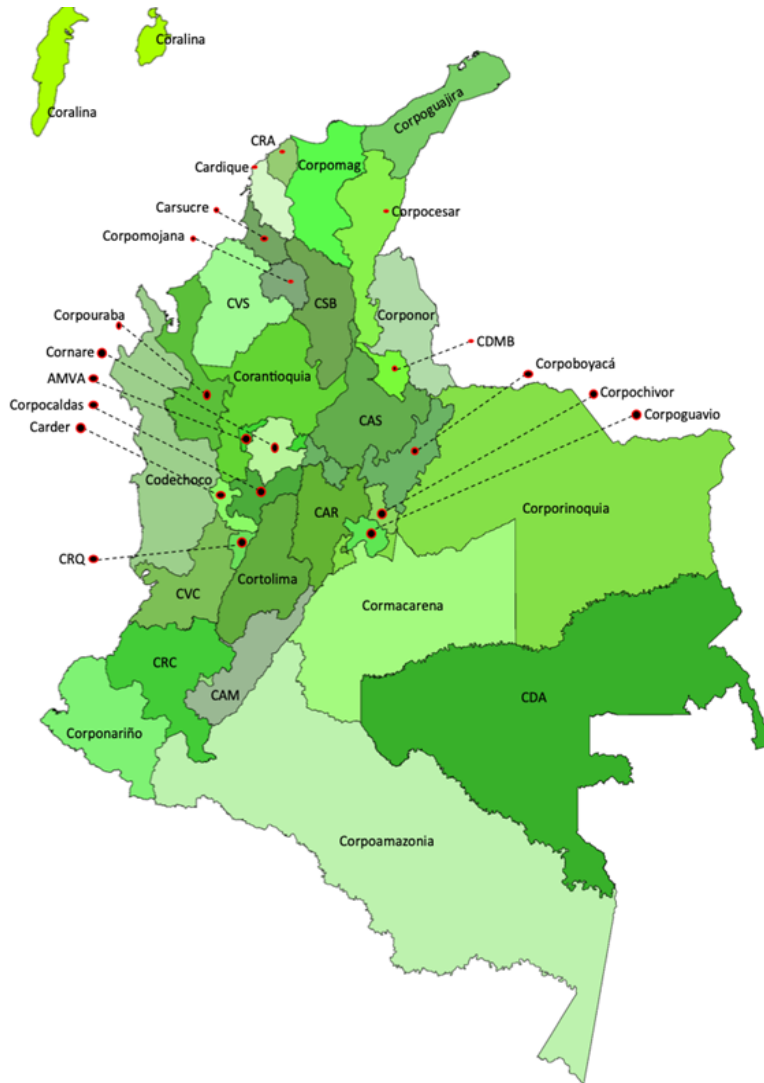 Coralina
Coralina
Corpoguajira
CRA
Corpomag
Cardique
Carsucre
Corpocesar
Corpomojana
CVS
CSB
Corponor
Corpouraba
CDMB
Cornare
Corpoboyacá
AMVA
Corantioquia
Corpochivor
Corpocaldas
Corpoguavio
Carder
CAS
Codechoco
CAR
Corporinoquia
CRQ
Cortolima
CVC
Cormacarena
CRC
CAM
CDA
Corponariño
Corpoamazonia